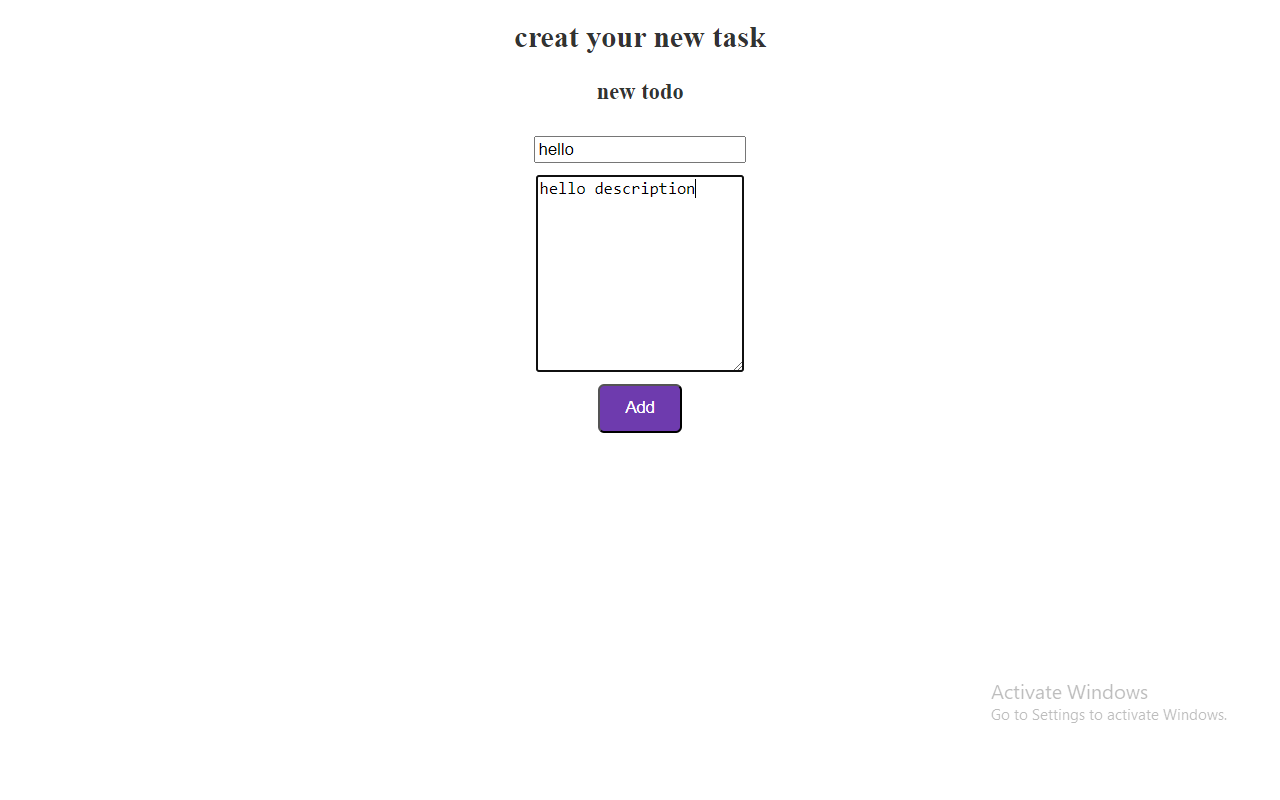 creat your new task
new todo
hello
hello description
Add
Activate Windows
Go to Settings to activate Windows.